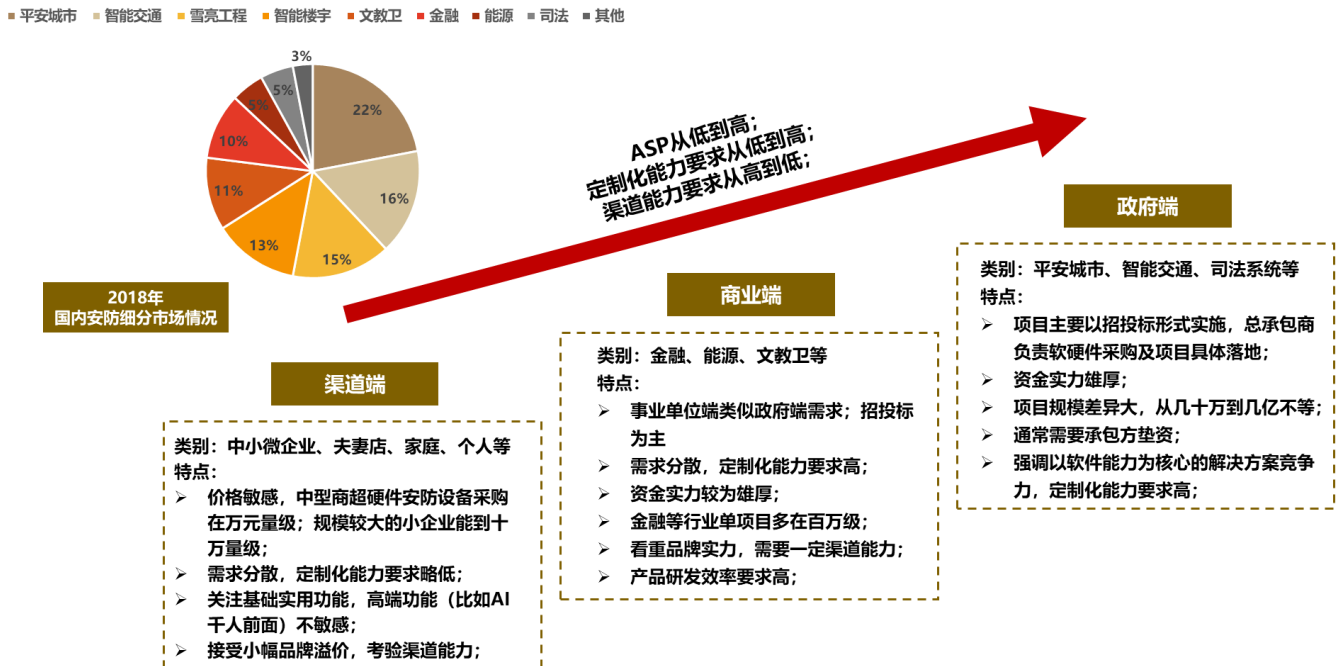 平安城市 智能交通 雪亮工程 智能楼宇 文教卫 金融 能源 司法 其他
3%
5%
5%
22%
10%
11%
16%
13%
15%
2018年
国内安防细分市场情况
ASP从低到高；
定制化能力要求从低到高；
渠道能力要求从高到低；
渠道端
类别：中小微企业、夫妻店、家庭、个人等
特点：
➢ 价格敏感，中型商超硬件安防设备采购
在万元量级；规模较大的小企业能到十
万量级；
➢ 需求分散，定制化能力要求略低；
➢ 关注基础实用功能，高端功能（比如AI
千人前面）不敏感；
➢ 接受小幅品牌溢价，考验渠道能力；
商业端
类别：金融、能源、文教卫等
特点：
➢ 事业单位端类似政府端需求；招投标
为主
➢ 需求分散，定制化能力要求高；
➢ 资金实力较为雄厚；
➢ 金融等行业单项目多在百万级；
➢ 看重品牌实力，需要一定渠道能力；
➢ 产品研发效率要求高；
政府端
类别：平安城市、智能交通、司法系统等
特点：
➢ 项目主要以招投标形式实施，总承包商
负责软硬件采购及项目具体落地；
➢ 资金实力雄厚；
➢ 项目规模差异大，从几十万到几亿不等；
➢ 通常需要承包方垫资；
➢ 强调以软件能力为核心的解决方案竞争
力，定制化能力要求高；